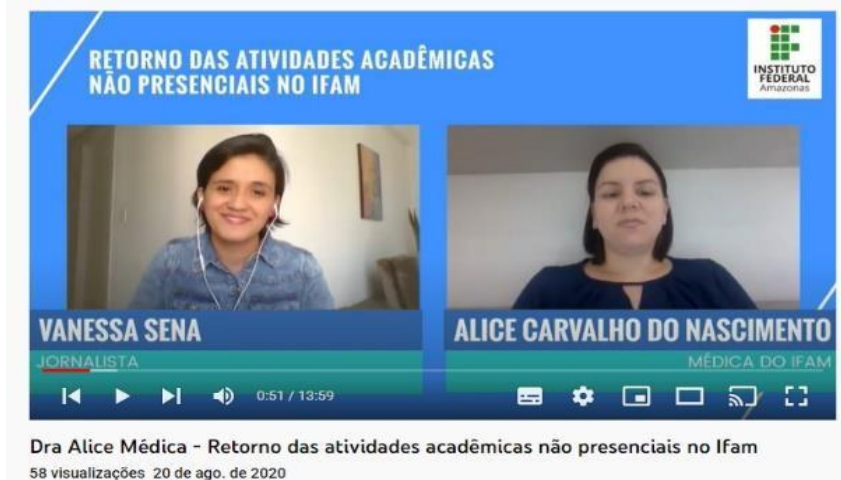 RETORNO DAS ATIVIDADES ACADÊMICAS
NÃO PRESENCIAIS NO IFAM
INSTITUTO
FEDERAL
Amazonas
VANESSA SENA
JORNALISTA
ALICE CARVALHO DO NASCIMENTO
MÉDICA DO IFAM
0:51 / 13:59
Dra Alice Médica - Retorno das atividades acadêmicas não presenciais no Ifam
58 visualizações 20 de ago. de 2020